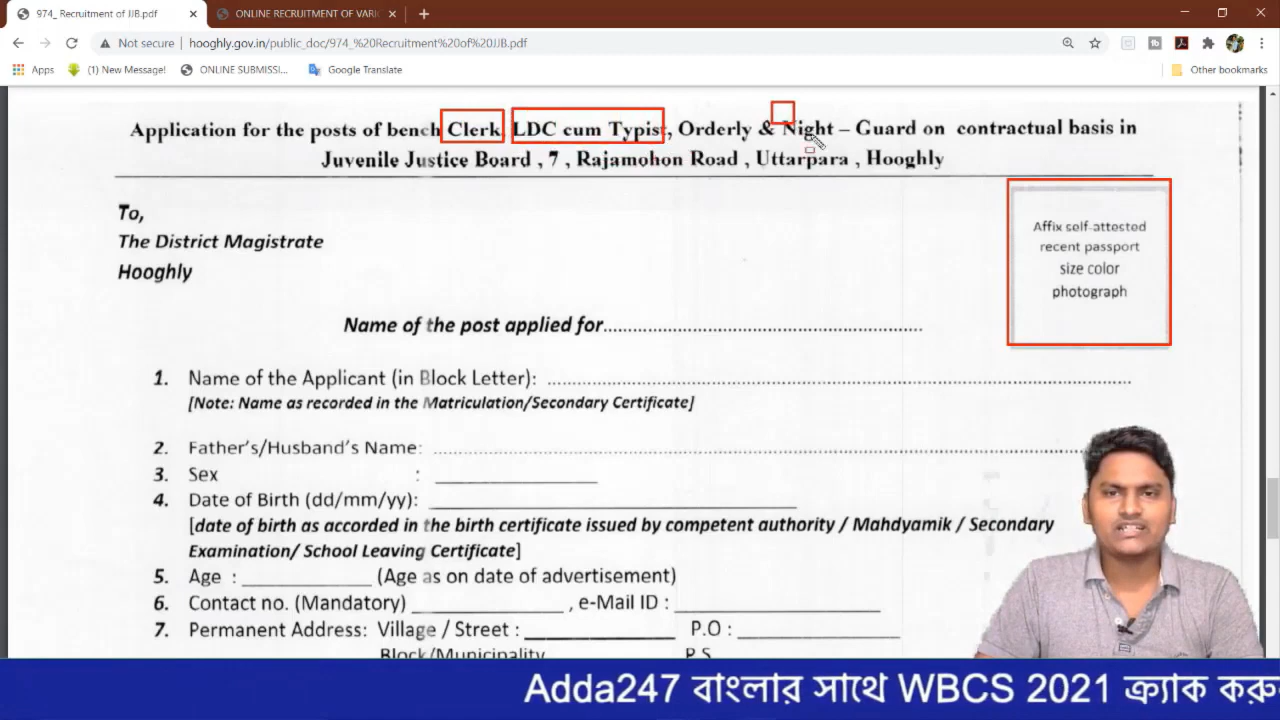 974_ Recruitment of JJB.pdf
ONLINE RECRUITMENT OF VARI
Not secure
hooghly.gov.in/public_doc/974_%20Recruitment%20of%20JJB.pdf
Apps
(1) New Message!
ONLINE SUBMISSI...
Google Translate
Other bookmarks
Application for the posts of bench Clerk, LDC cum Typist, Orderly & Night – Guard on contractual basis in
Juvenile Justice Board , 7 , Rajamohon Road , Uttarpara , Hooghly
To,
The District Magistrate
Hooghly
Affix self-attested
recent passport
size color
photograph
Name of the post applied for
1. Name of the Applicant (in Block Letter):
[Note: Name as recorded in the Matriculation/Secondary Certificate]
2. Father's/Husband's Name:
3. Sex :
4. Date of Birth (dd/mm/yy):
[date of birth as accorded in the birth certificate issued by competent authority / Mahdyamik / Secondary
Examination/ School Leaving Certificate]
5. Age : (Age as on date of advertisement)
6. Contact no. (Mandatory) , e-Mail ID :
7. Permanent Address: Village / Street : P.O :
Block/Municipality P.S
Adda247 বাংলার সাথে WBCS 2021 ক্র্যাক করু